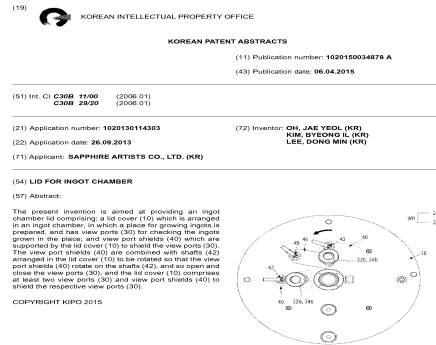 (19)
KOREAN INTELLECTUAL PROPERTY OFFICE
KOREAN PATENT ABSTRACTS
(11) Publication number: 1020150034878 A
(43) Publication date: 06.04.2015
(51) Int. Cl C30B 11/00 (2006.01)
C30B 29/20 (2006.01)
(21) Application number: 1020130114303
(22) Application date: 26.09.2013
(71) Applicant: SAPPHIRE ARTISTS CO., LTD. (KR)
(72) Inventor: OH, JAE YEOL (KR)
KIM, BYEONG IL (KR)
LEE, DONG MIN (KR)
(54) LID FOR INGOT CHAMBER
(57) Abstract:
The present invention is aimed at providing an ingot
chamber lid comprising: a lid cover (10) which is arranged
in an ingot chamber, in which a place for growing ingots is
prepared, and has view ports (30) for checking the ingots
grown in the place; and view port shields (40) which are
supported by the lid cover (10) to shield the view ports (30).
The view port shields (40) are combined with shafts (42)
arranged in the lid cover (10) to be rotated so that the view
port shields (40) rotate on the shafts (42), and so open and
close the view ports (30), and the lid cover (10) comprises
at least two view ports (30) and view port shields (40) to
shield the respective view ports (30).
COPYRIGHT KIPO 2015
46
40
22b, 24b
10
42
40
22b, 24b